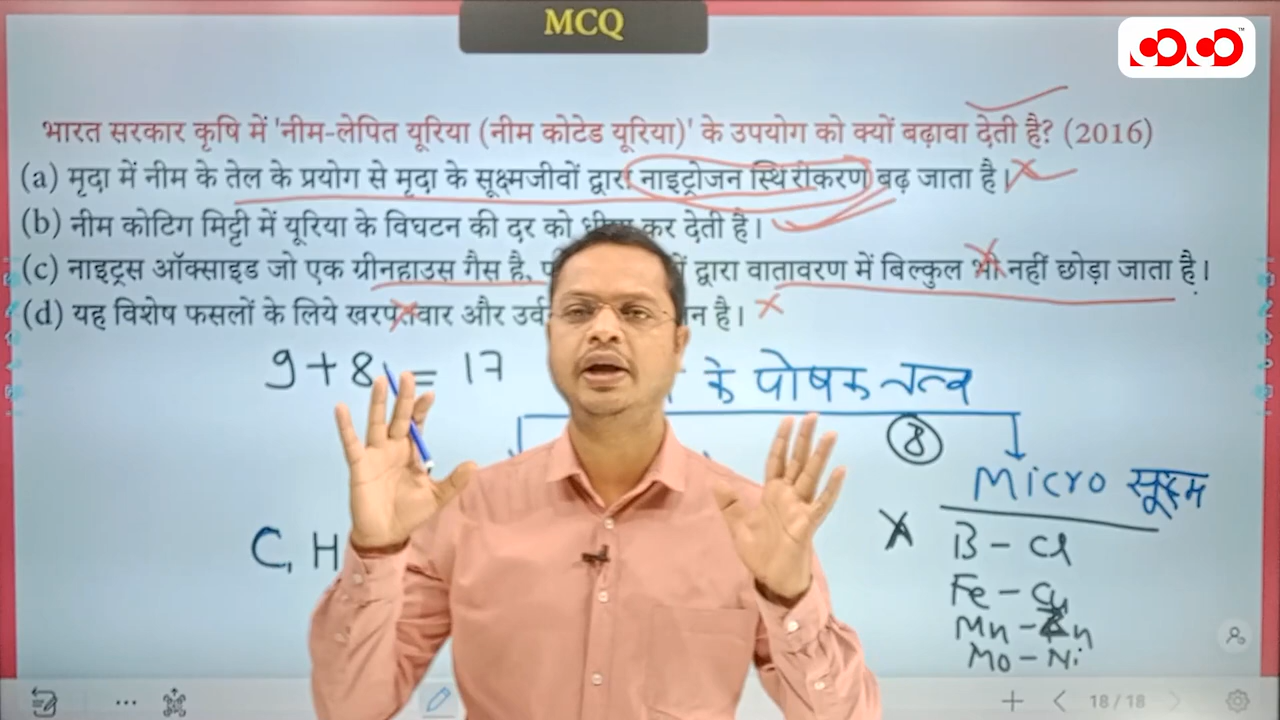 MCQ
भारत सरकार कृषि में 'नीम-लेपित यूरिया (नीम कोटेड यूरिया)' के उपयोग को क्यों बढ़ावा देती है? (2016)
(a) मृदा में नीम के तेल के प्रयोग से मृदा के सूक्ष्मजीवों द्वारा नाइट्रोजन स्थिरीकरण बढ़ जाता है।
(b) नीम कोटिंग मिट्टी में यूरिया के विघटन की दर को धीमा कर देती है।
(c) नाइट्रस ऑक्साइड जो एक ग्रीनहाउस गैस है, द्वारा वातावरण में बिल्कुल भी नहीं छोड़ा जाता है।
(d) यह विशेष फसलों के लिये खरपतवार और है।
9+8 = 17
के पोषक तत्व
8
Micro सूक्ष्म
C, H
B - Cl
Fe - Cu
Mn - Zn
Mo - Ni
18 / 18